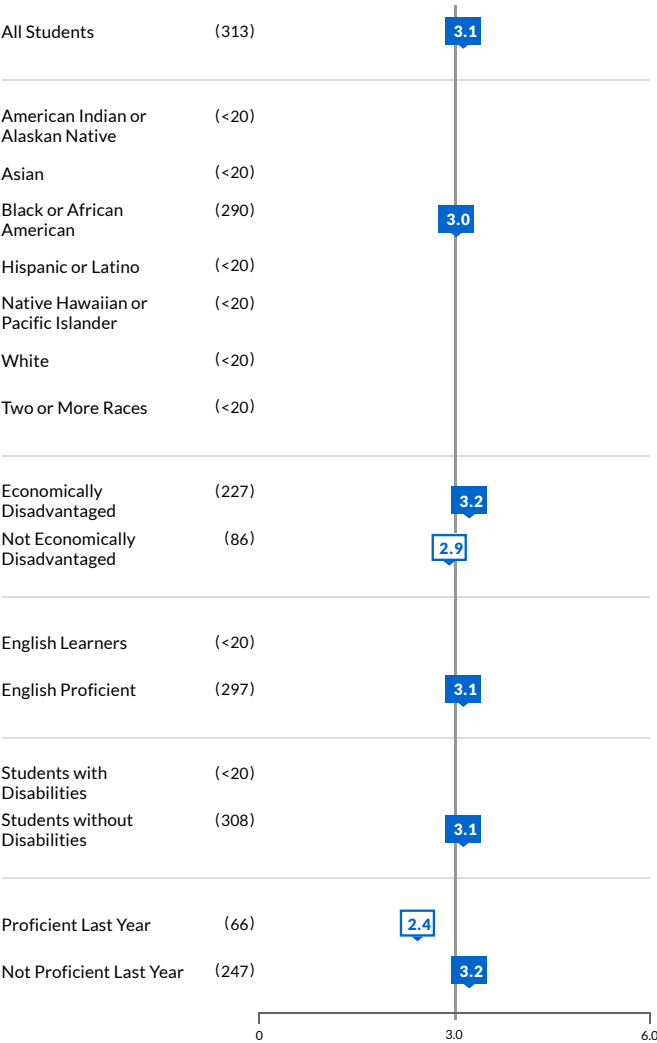 All Students (313) 3.1
American Indian or (<20)
Alaskan Native
Asian (<20)
Black or African (290) 3.0
American
Hispanic or Latino (<20)
Native Hawaiian or (<20)
Pacific Islander
White (<20)
Two or More Races (<20)
Economically (227) 3.2
Disadvantaged
Not Economically (86) 2.9
Disadvantaged
English Learners (<20)
English Proficient (297) 3.1
Students with (<20)
Disabilities
Students without (308) 3.1
Disabilities
Proficient Last Year (66) 2.4
Not Proficient Last Year (247) 3.2
0 3.0 6.0